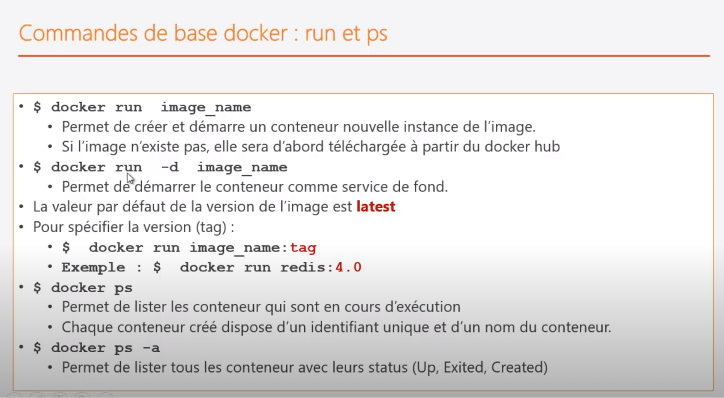 Commandes de base docker : run et ps
• $ docker run image_name
• Permet de créer et démarre un conteneur nouvelle instance de l'image.
• Si l'image n'existe pas, elle sera d'abord téléchargée à partir du docker hub
• $ docker run -d image_name
• Permet de démarrer le conteneur comme service de fond.
• La valeur par défaut de la version de l'image est latest
• Pour spécifier la version (tag) :
• $ docker run image_name:tag
• Exemple : $ docker run redis:4.0
• $ docker ps
• Permet de lister les conteneur qui sont en cours d'exécution
• Chaque conteneur créé dispose d'un identifiant unique et d'un nom du conteneur.
• $ docker ps -a
• Permet de lister tous les conteneur avec leurs status (Up, Exited, Created)